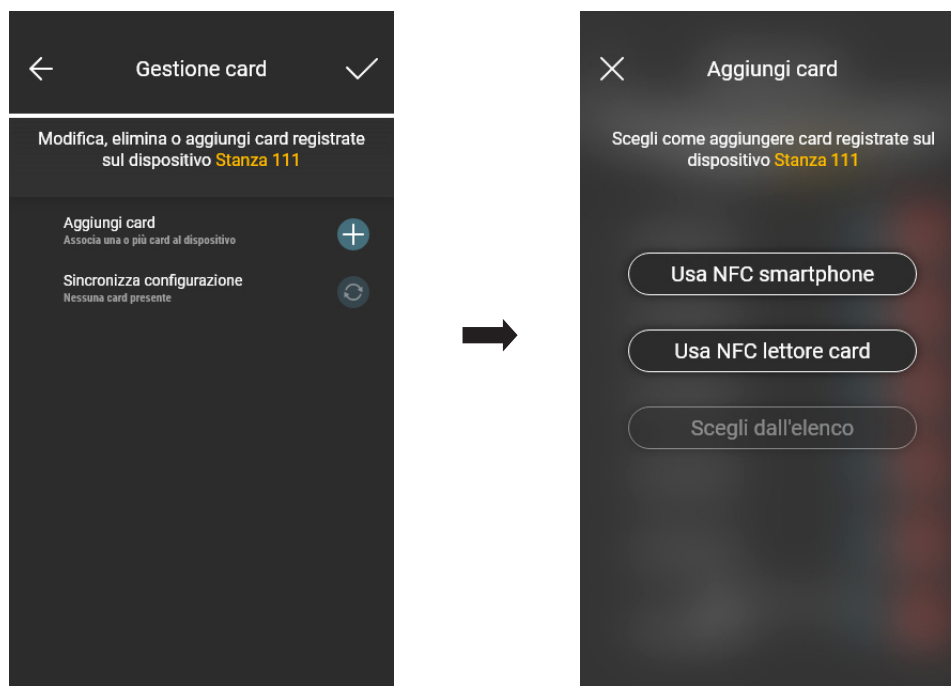 Gestione card
Modifica, elimina o aggiungi card registrate
sul dispositivo Stanza 111
Aggiungi card
Associa una o più card al dispositivo
Sincronizza configurazione
Nessuna card presente
Aggiungi card
Scegli come aggiungere card registrate sul
dispositivo Stanza 111
Usa NFC smartphone
Usa NFC lettore card
Scegli dall'elenco